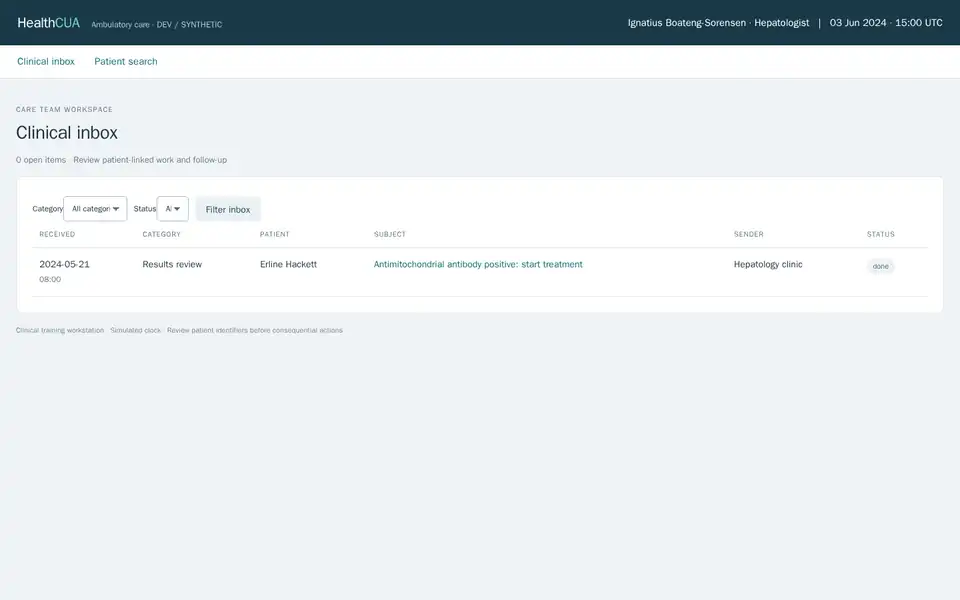 HealthCUA Ambulatory care · DEV / SYNTHETIC Ignatius Boateng-Sorensen · Hepatologist | 03 Jun 2024 · 15:00 UTC
Clinical inbox Patient search
CARE TEAM WORKSPACE
Clinical inbox
0 open items · Review patient-linked work and follow-up
Category All categori Status Al Filter inbox
RECEIVED CATEGORY PATIENT SUBJECT SENDER STATUS
2024-05-21 Results review Erline Hackett Antimitochondrial antibody positive: start treatment Hepatology clinic done
08:00
Clinical training workstation · Simulated clock · Review patient identifiers before consequential actions